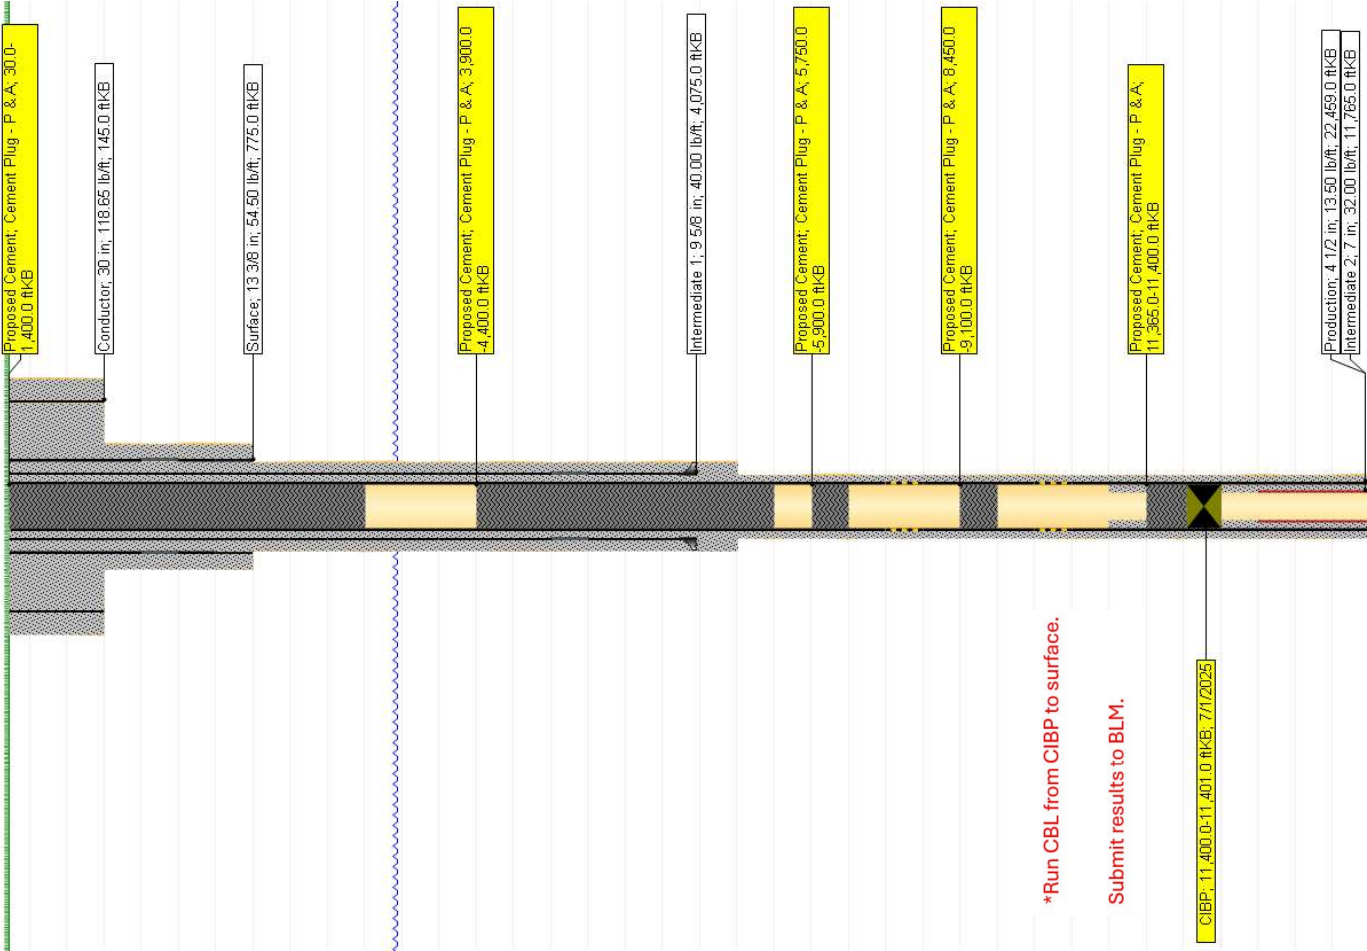 Proposed Cement; Cement Plug - P & A; 30.0-
1,400.0 ftKB
Conductor; 30 in; 118.65 lb/ft; 145.0 ftKB
Surface; 13 3/8 in; 54.50 lb/ft; 775.0 ftKB
Proposed Cement; Cement Plug - P & A; 3,900.0
-4,400.0 ftKB
Intermediate 1; 9 5/8 in; 40.00 lb/ft; 4,075.0 ftKB
Proposed Cement; Cement Plug - P & A; 5,750.0
-5,900.0 ftKB
Proposed Cement; Cement Plug - P & A; 8,450.0
-9,100.0 ftKB
Proposed Cement; Cement Plug - P & A;
11,365.0-11,400.0 ftKB
Production; 4 1/2 in; 13.50 lb/ft; 22,459.0 ftKB
Intermediate 2; 7 in; 32.00 lb/ft; 11,765.0 ftKB
*Run CBL from CIBP to surface.
Submit results to BLM.
CIBP; 11,400.0-11,401.0 ftKB; 7/1/2025